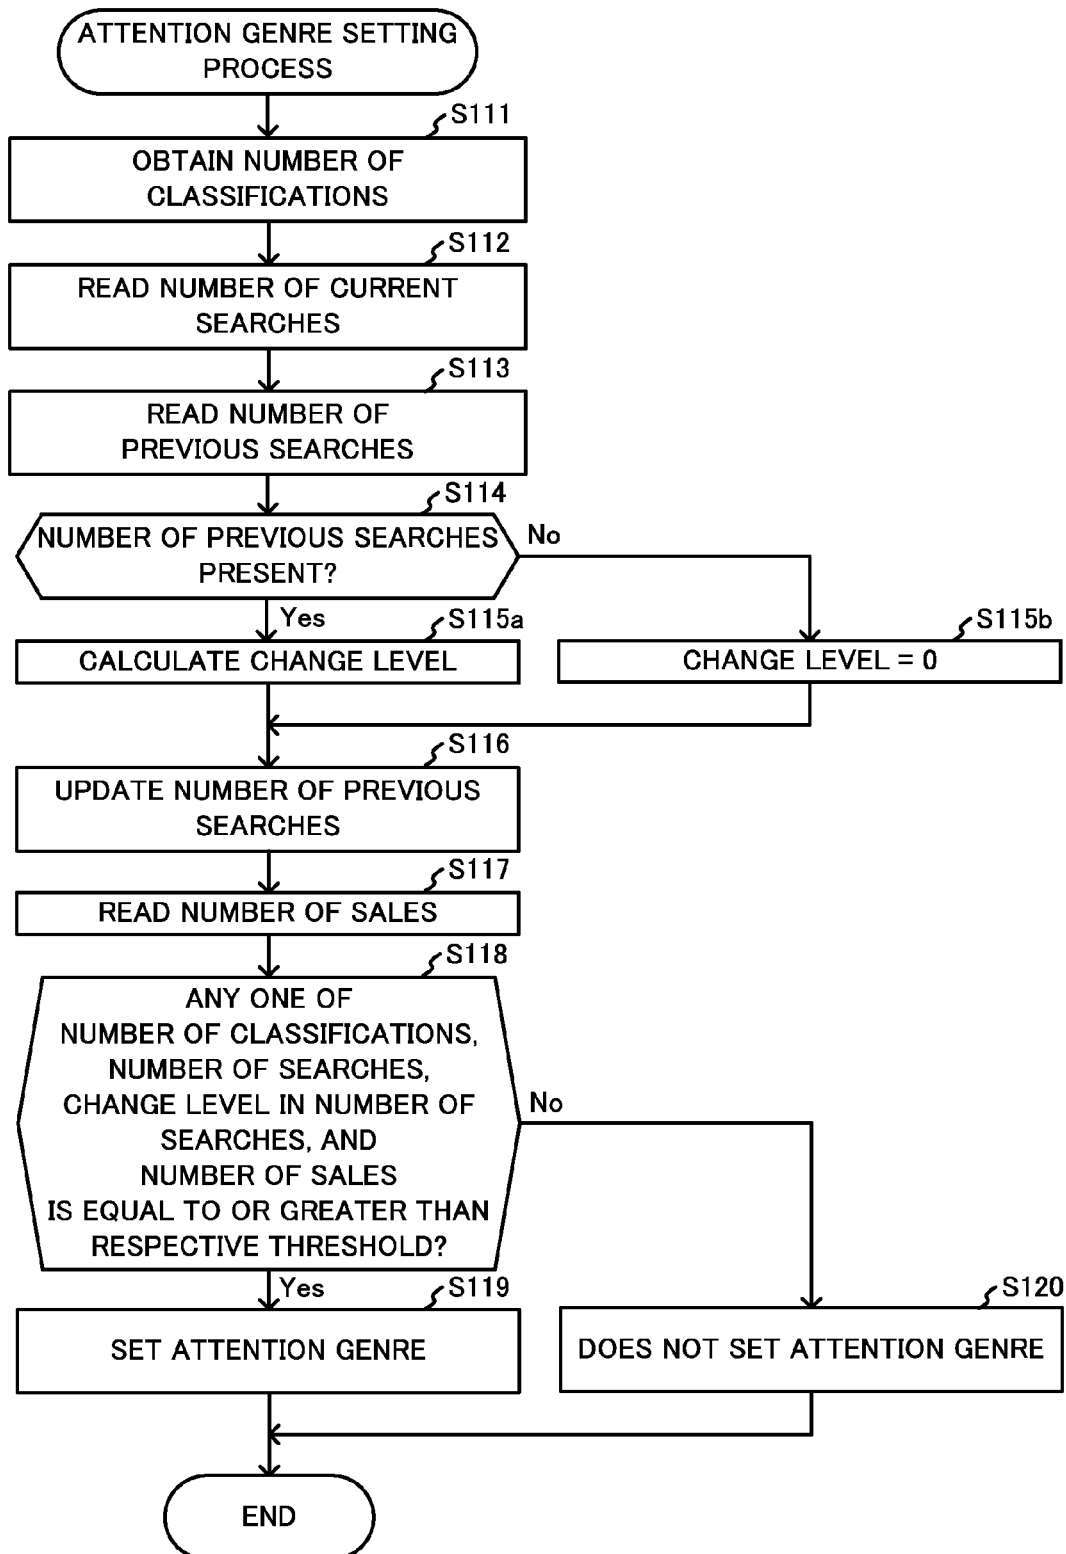 ATTENTION GENRE SETTING
PROCESS
S111
OBTAIN NUMBER OF
CLASSIFICATIONS
S112
READ NUMBER OF CURRENT
SEARCHES
S113
READ NUMBER OF
PREVIOUS SEARCHES
S114
NUMBER OF PREVIOUS SEARCHES
PRESENT?
No
Yes
S115a
CALCULATE CHANGE LEVEL
S115b
CHANGE LEVEL = 0
S116
UPDATE NUMBER OF PREVIOUS
SEARCHES
S117
READ NUMBER OF SALES
S118
ANY ONE OF
NUMBER OF CLASSIFICATIONS,
NUMBER OF SEARCHES,
CHANGE LEVEL IN NUMBER OF
SEARCHES, AND
NUMBER OF SALES
IS EQUAL TO OR GREATER THAN
RESPECTIVE THRESHOLD?
No
Yes
S119
SET ATTENTION GENRE
S120
DOES NOT SET ATTENTION GENRE
END